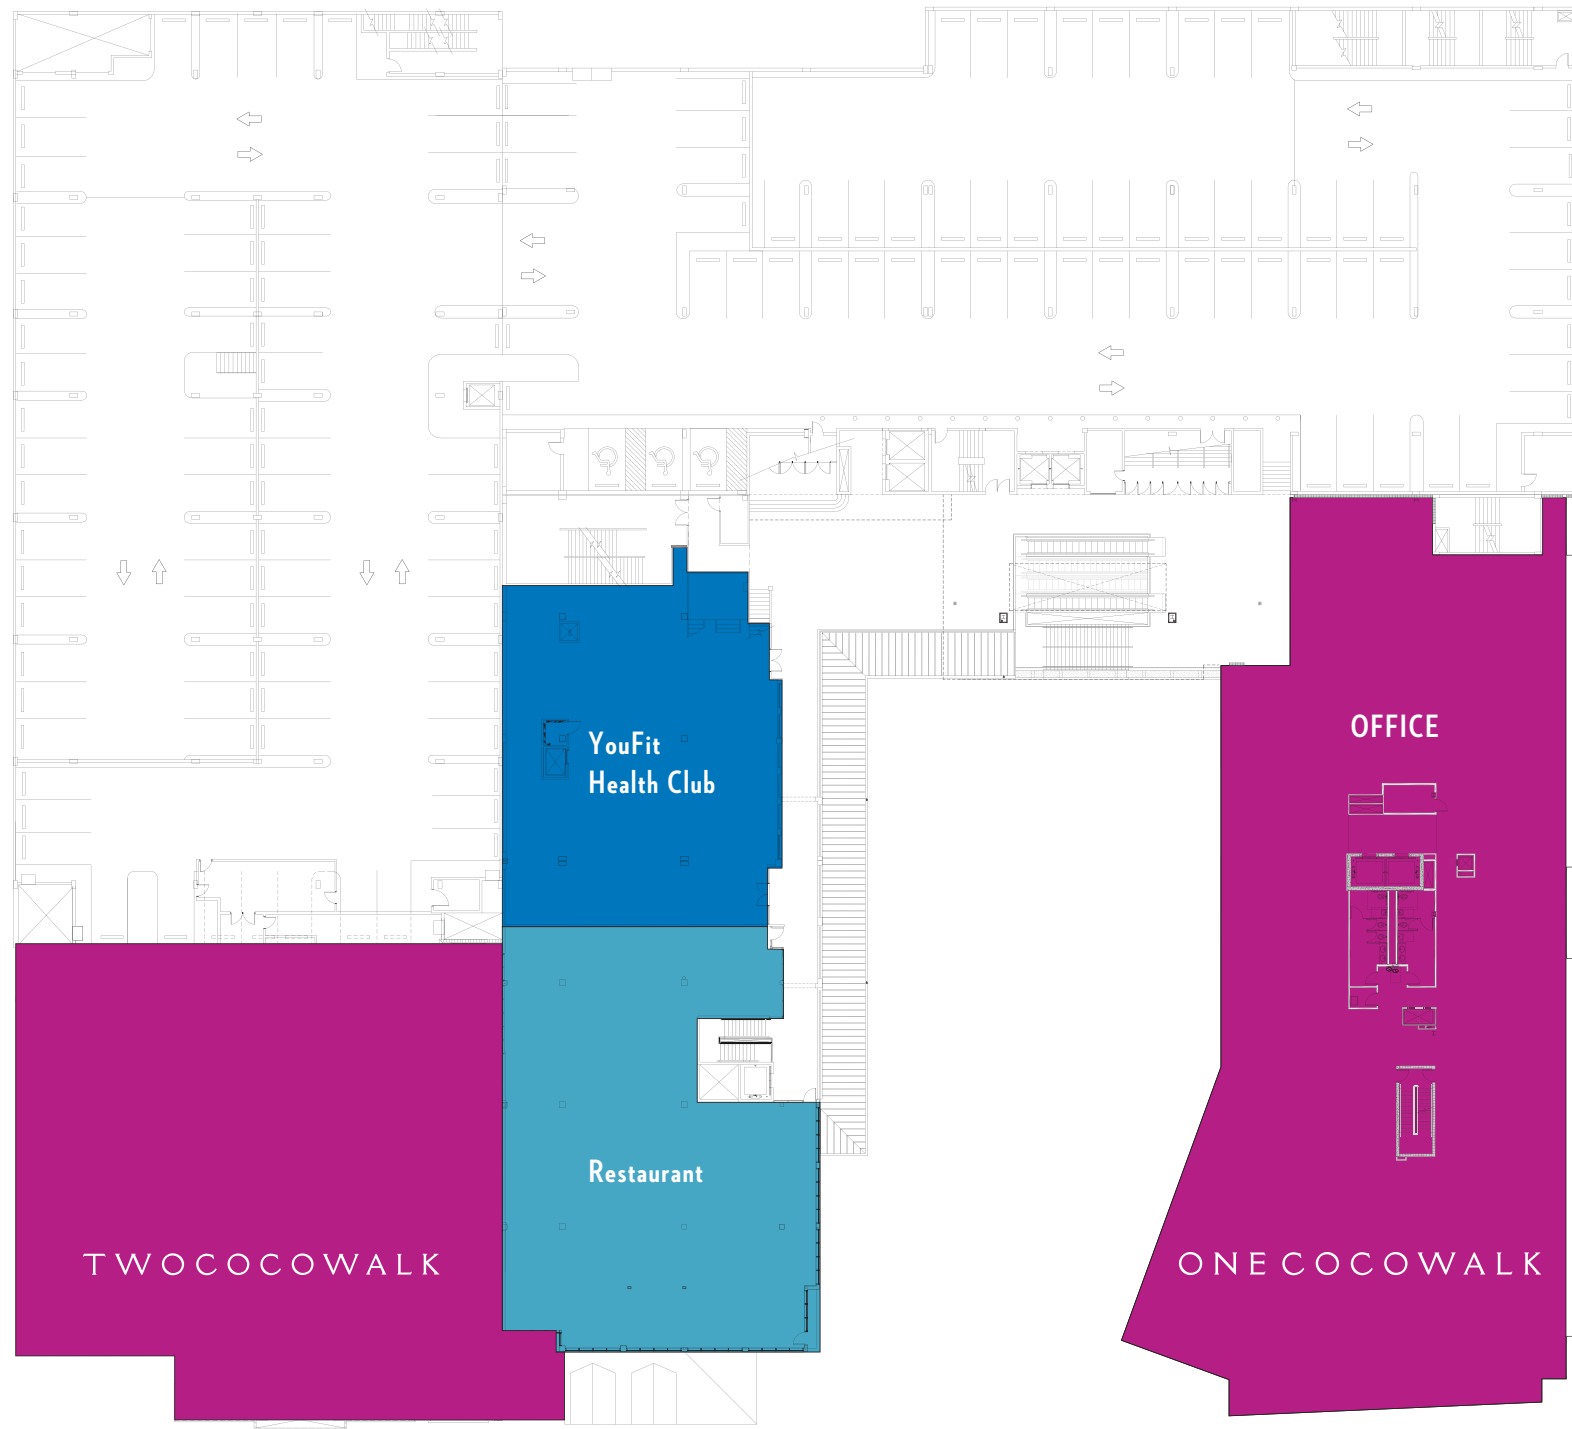 OFFICE
YouFit
Health Club
Restaurant
TWOCOCOWALK
ONECOCOWALK